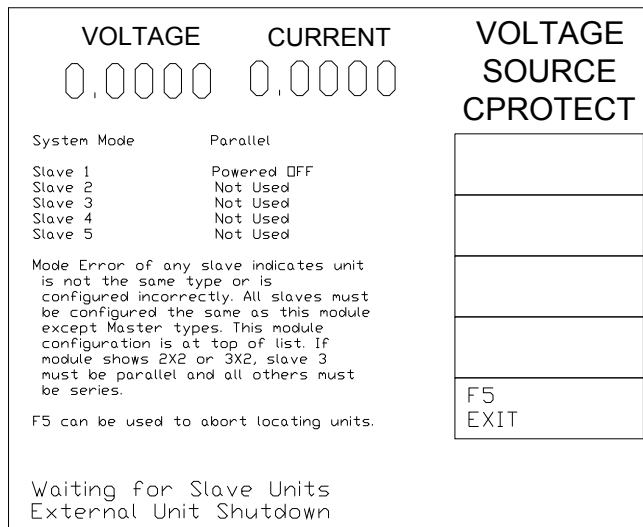 VOLTAGE CURRENT
0.0000 0.0000
VOLTAGE
SOURCE
CPROTECT
System Mode Parallel
Slave 1 Powered OFF
Slave 2 Not Used
Slave 3 Not Used
Slave 4 Not Used
Slave 5 Not Used
Mode Error of any slave indicates unit
is not the same type or is
configured incorrectly. All slaves must
be configured the same as this module
except Master types. This module
configuration is at top of list. If
module shows 2X2 or 3X2, slave 3
must be parallel and all others must
be series.
F5 can be used to abort locating units.
F5
EXIT
Waiting for Slave Units
External Unit Shutdown